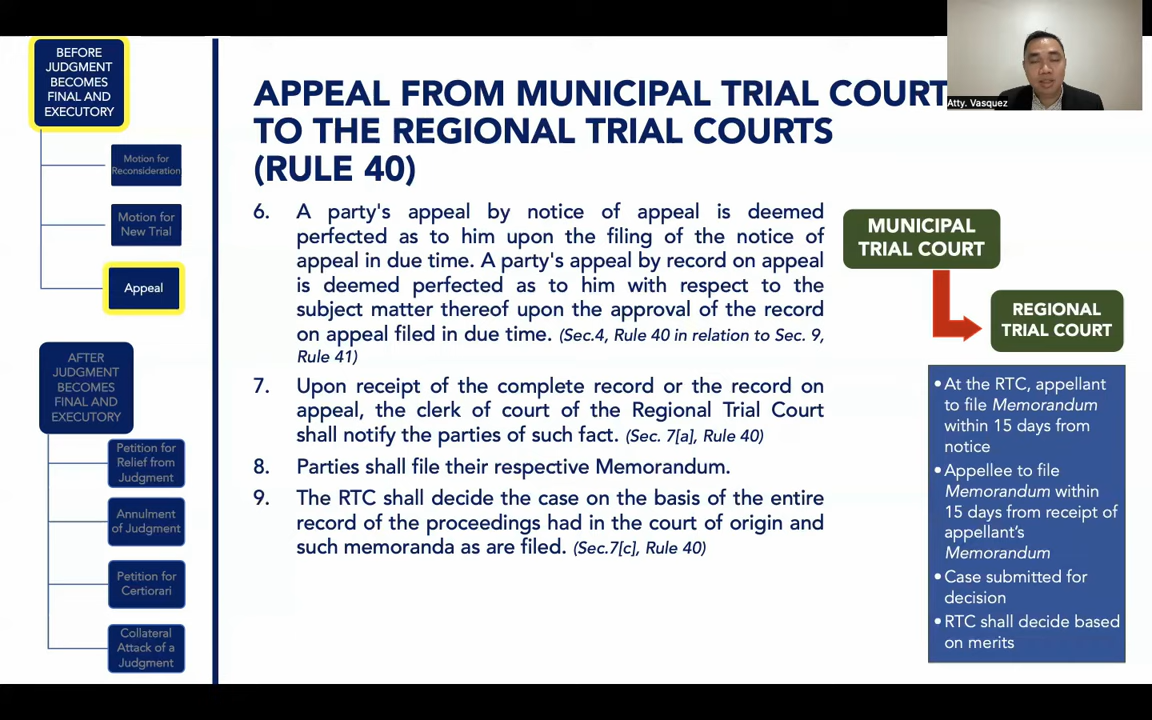 BEFORE
JUDGMENT
BECOMES
FINAL AND
EXECUTORY
Motion for
Reconsideration
Motion for
New Trial
Appeal
AFTER
JUDGMENT
BECOMES
FINAL AND
EXECUTORY
Petition for
Relief from
Judgment
Annulment
of Judgment
Petition for
Certiorari
Collateral
Attack of a
Judgment
APPEAL FROM MUNICIPAL TRIAL COURT
TO THE REGIONAL TRIAL COURTS
(RULE 40)
6. A party's appeal by notice of appeal is deemed
perfected as to him upon the filing of the notice of
appeal in due time. A party's appeal by record on appeal
is deemed perfected as to him with respect to the
subject matter thereof upon the approval of the record
on appeal filed in due time. (Sec.4, Rule 40 in relation to Sec. 9,
Rule 41)
7. Upon receipt of the complete record or the record on
appeal, the clerk of court of the Regional Trial Court
shall notify the parties of such fact. (Sec. 7[a], Rule 40)
8. Parties shall file their respective Memorandum.
9. The RTC shall decide the case on the basis of the entire
record of the proceedings had in the court of origin and
such memoranda as are filed. (Sec.7[c], Rule 40)
Atty. Vasquez
MUNICIPAL
TRIAL COURT
REGIONAL
TRIAL COURT
•At the RTC, appellant
to file Memorandum
within 15 days from
notice
•Appellee to file
Memorandum within
15 days from receipt of
appellant's
Memorandum
•Case submitted for
decision
•RTC shall decide based
on merits